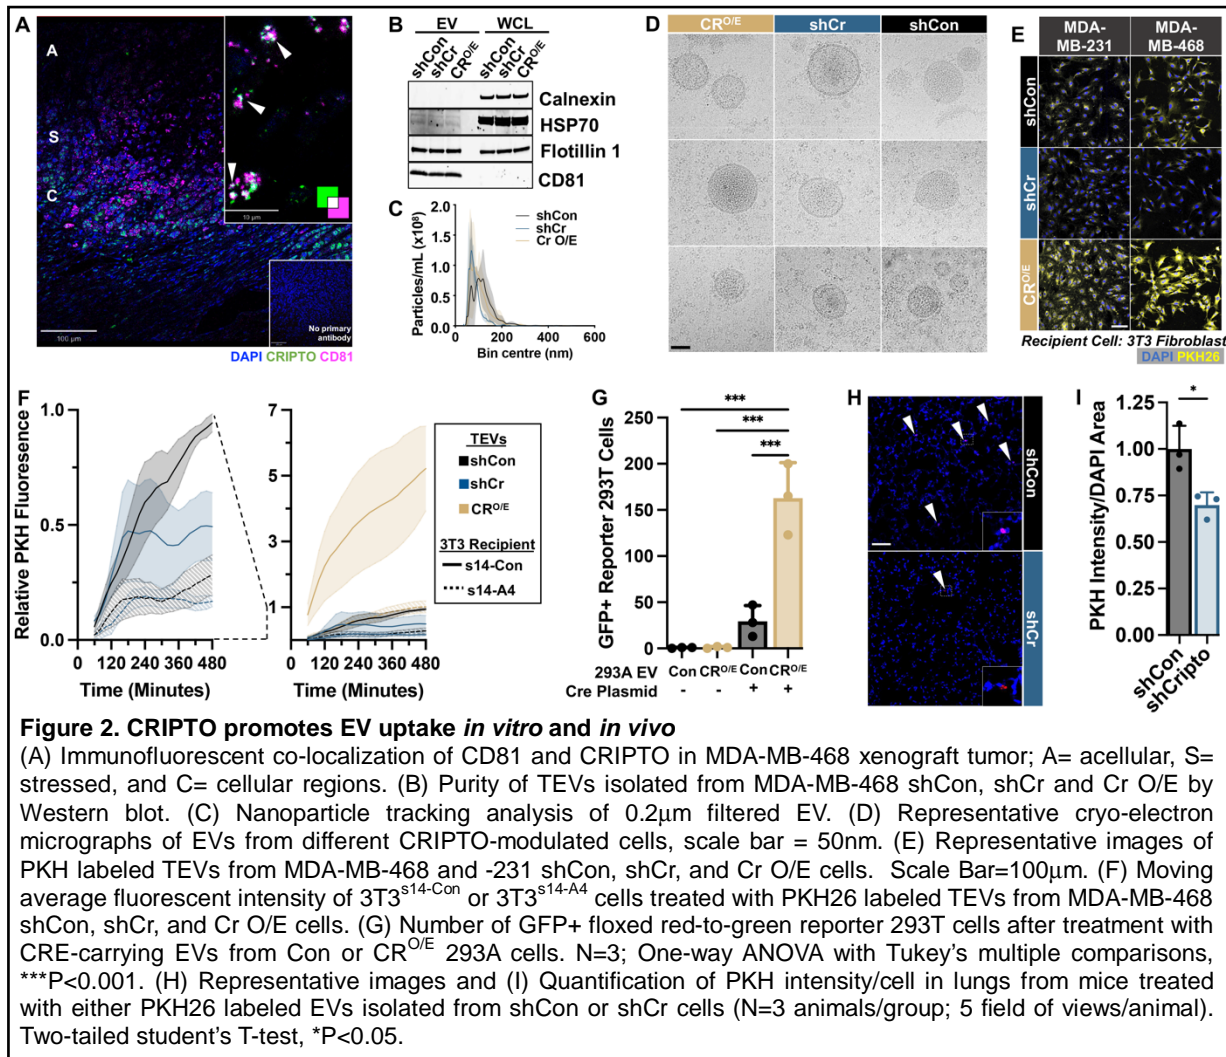 A
A
S
C
10 µm
100 µm
No primary
antibody
DAPI CRIPTO CD81
B
EV WCL
shCon
shCr
CR^O/E
shCon
shCr
CR^O/E
Calnexin
HSP70
Flotillin 1
CD81
C
Particles/mL (x10⁸)
2.0
1.5
1.0
0.5
0.0
0 200 400 600
Bin centre (nm)
shCon
shCr
Cr O/E
D
CR^O/E shCr shCon
E
MDA-
MB-231
MDA-
MB-468
shCon
shCr
CR^O/E
Recipient Cell: 3T3 Fibroblast
DAPI PKH26
F
Relative PKH Fluorescence
1.0
0.5
0.0
120 240 360 480
Time (Minutes)
7
6
5
4
3
2
1
120 240 360 480
Time (Minutes)
TEVs
shCon
shCr
CR^O/E
3T3 Recipient
s14-Con
s14-A4
G
GFP+ Reporter 293T Cells
250
200
150
100
50
0
***
***
***
293A EV Con CR^O/E Con CR^O/E
Cre Plasmid - - + +
H
shCon
shCr
I
PKH Intensity/DAPI Area
1.25
1.00
0.75
0.50
0.25
0.00
*
shCon
shCripto
Figure 2. CRIPTO promotes EV uptake in vitro and in vivo
(A) Immunofluorescent co-localization of CD81 and CRIPTO in MDA-MB-468 xenograft tumor; A= acellular, S=
stressed, and C= cellular regions. (B) Purity of TEVs isolated from MDA-MB-468 shCon, shCr and Cr O/E by
Western blot. (C) Nanoparticle tracking analysis of 0.2µm filtered EV. (D) Representative cryo-electron
micrographs of EVs from different CRIPTO-modulated cells, scale bar = 50nm. (E) Representative images of
PKH labeled TEVs from MDA-MB-468 and -231 shCon, shCr, and Cr O/E cells. Scale Bar=100µm. (F) Moving
average fluorescent intensity of 3T3^s14-Con or 3T3^s14-A4 cells treated with PKH26 labeled TEVs from MDA-MB-468
shCon, shCr, and Cr O/E cells. (G) Number of GFP+ floxed red-to-green reporter 293T cells after treatment with
CRE-carrying EVs from Con or CR^O/E 293A cells. N=3; One-way ANOVA with Tukey's multiple comparisons,
***P<0.001. (H) Representative images and (I) Quantification of PKH intensity/cell in lungs from mice treated
with either PKH26 labeled EVs isolated from shCon or shCr cells (N=3 animals/group; 5 field of views/animal).
Two-tailed student's T-test, *P<0.05.